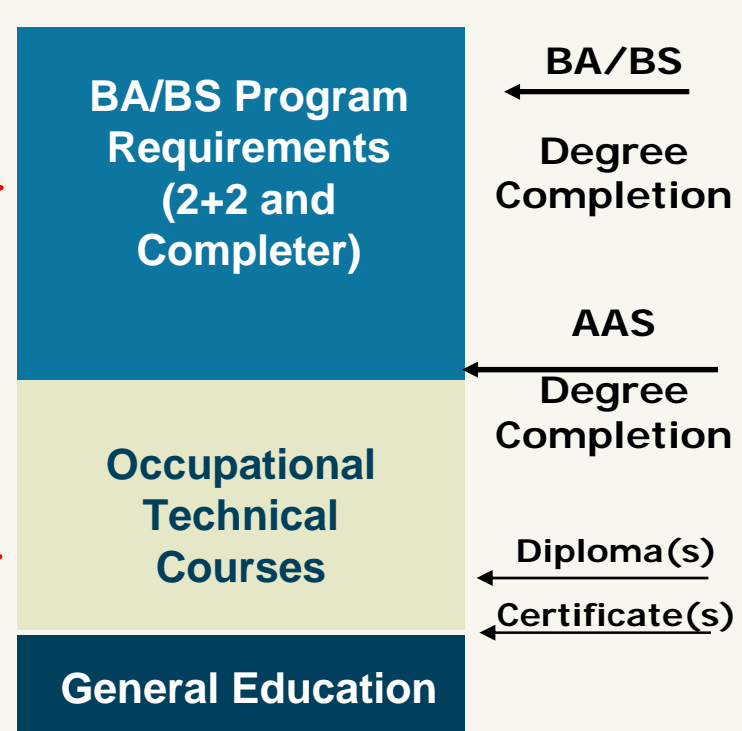 BA/BS Program
Requirements
(2+2 and
Completer)
BA/BS
Degree
Completion
AAS
Degree
Completion
Occupational
Technical
Courses
Diploma(s)
Certificate(s)
General Education